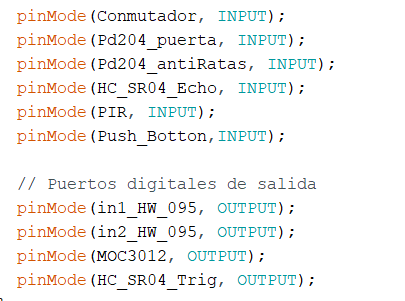 pinMode(Conmutador, INPUT);
pinMode(Pd204_puerta, INPUT);
pinMode(Pd204_antiRatas, INPUT);
pinMode(HC_SR04_Echo, INPUT);
pinMode(PIR, INPUT);
pinMode(Push_Botton,INPUT);
// Puertos digitales de salida
pinMode(in1_HW_095, OUTPUT);
pinMode(in2_HW_095, OUTPUT);
pinMode(MOC3012, OUTPUT);
pinMode(HC_SR04_Trig, OUTPUT);